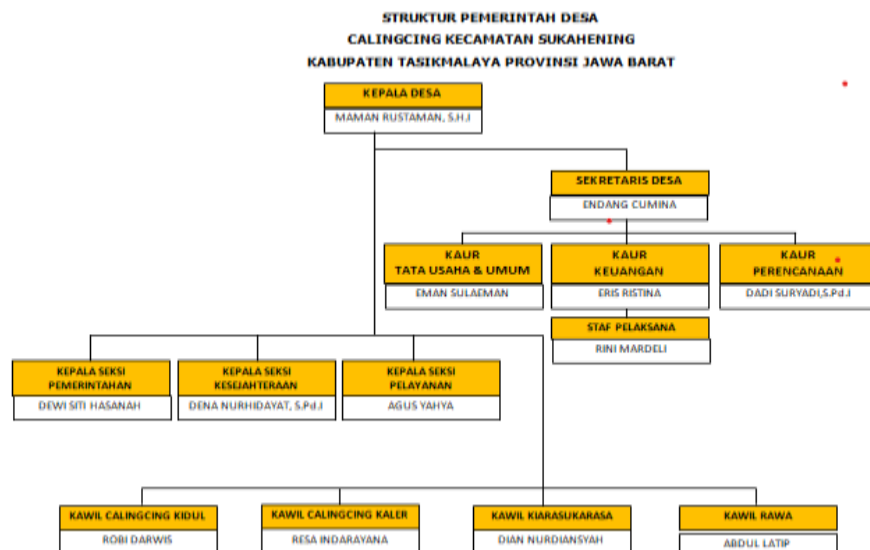 STRUKTUR PEMERINTAH DESA
CALINGCING KECAMATAN SUKAHENING
KABUPATEN TASIKMALAYA PROVINSI JAWA BARAT
KEPALA DESA
MAMAN RUSTAMAN, S.H.I
SEKRETARIS DESA
ENDANG CUMINA
KAUR
TATA USAHA & UMUM
EMAN SULAEMAN
KAUR
KEUANGAN
ERIS RISTINA
KAUR
PERENCANAAN
DADI SURYADI,S.Pd.I
STAF PELAKSANA
RINI MARDELI
KEPALA SEKSI
PEMERINTAHAN
DEWI SITI HASANAH
KEPALA SEKSI
KESEJAHTERAAN
DENA NURHIDAYAT, S.Pd.I
KEPALA SEKSI
PELAYANAN
AGUS YAHYA
KAWIL CALINGCING KIDUL
ROBI DARWIS
KAWIL CALINGCING KALER
RESA INDARAYANA
KAWIL KIARASUKARASA
DIAN NURDIANSYAH
KAWIL RAWA
ABDUL LATIP